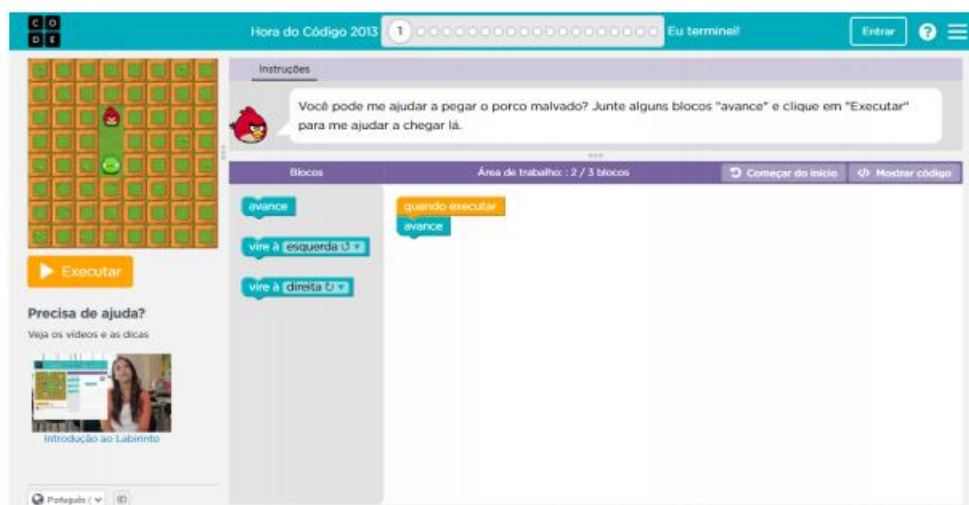 C O
D E
Hora do Código 2013
1
Eu terminei!
Entrar
?
Instruções
Você pode me ajudar a pegar o porco malvado? Junte alguns blocos "avance" e clique em "Executar"
para me ajudar a chegar lá.
Blocos
Área de trabalho: : 2 / 3 blocos
Começar do início
Mostrar código
avance
vire à esquerda ↺ ▾
vire à direita ↻ ▾
quando executar
avance
Executar
Precisa de ajuda?
Veja os vídeos e as dicas
Introdução ao Labirinto
Português (